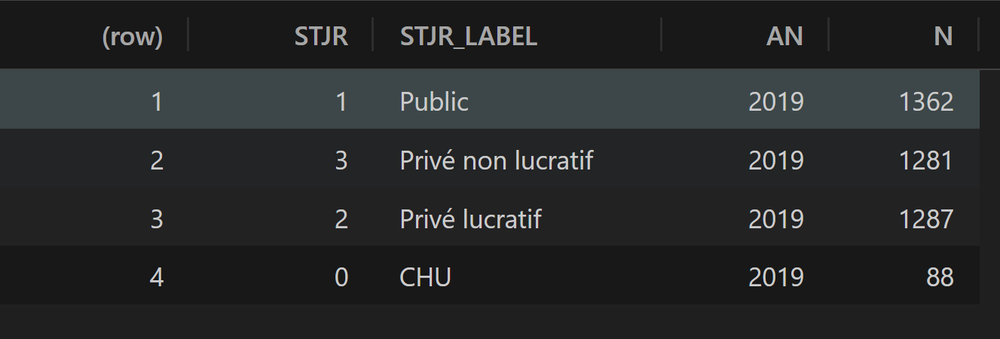 (row) STJR STJR_LABEL AN N
1 1 Public 2019 1362
2 3 Privé non lucratif 2019 1281
3 2 Privé lucratif 2019 1287
4 0 CHU 2019 88